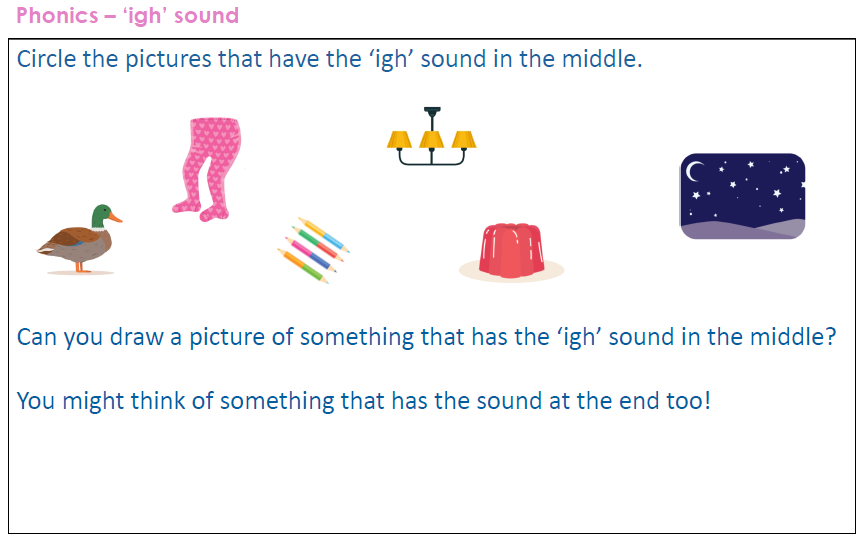 Phonics – ‘igh’ sound
Circle the pictures that have the ‘igh’ sound in the middle.
Can you draw a picture of something that has the ‘igh’ sound in the middle?
You might think of something that has the sound at the end too!